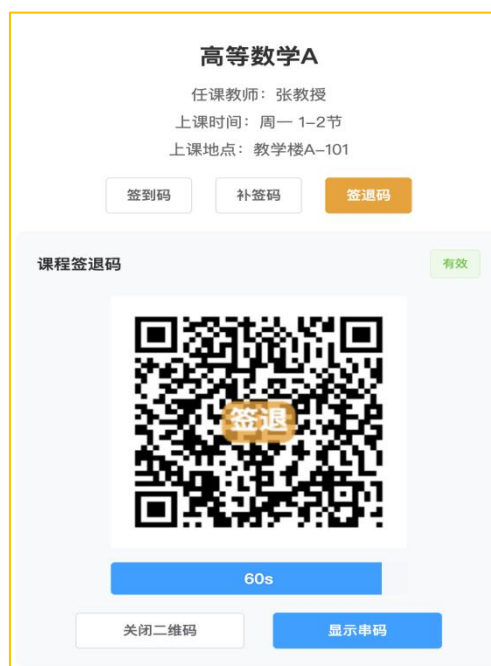 高等数学A
任课教师：张教授
上课时间：周一 1-2节
上课地点：教学楼A-101
签到码 补签码 签退码
课程签退码 有效
签退
60s
关闭二维码 显示串码